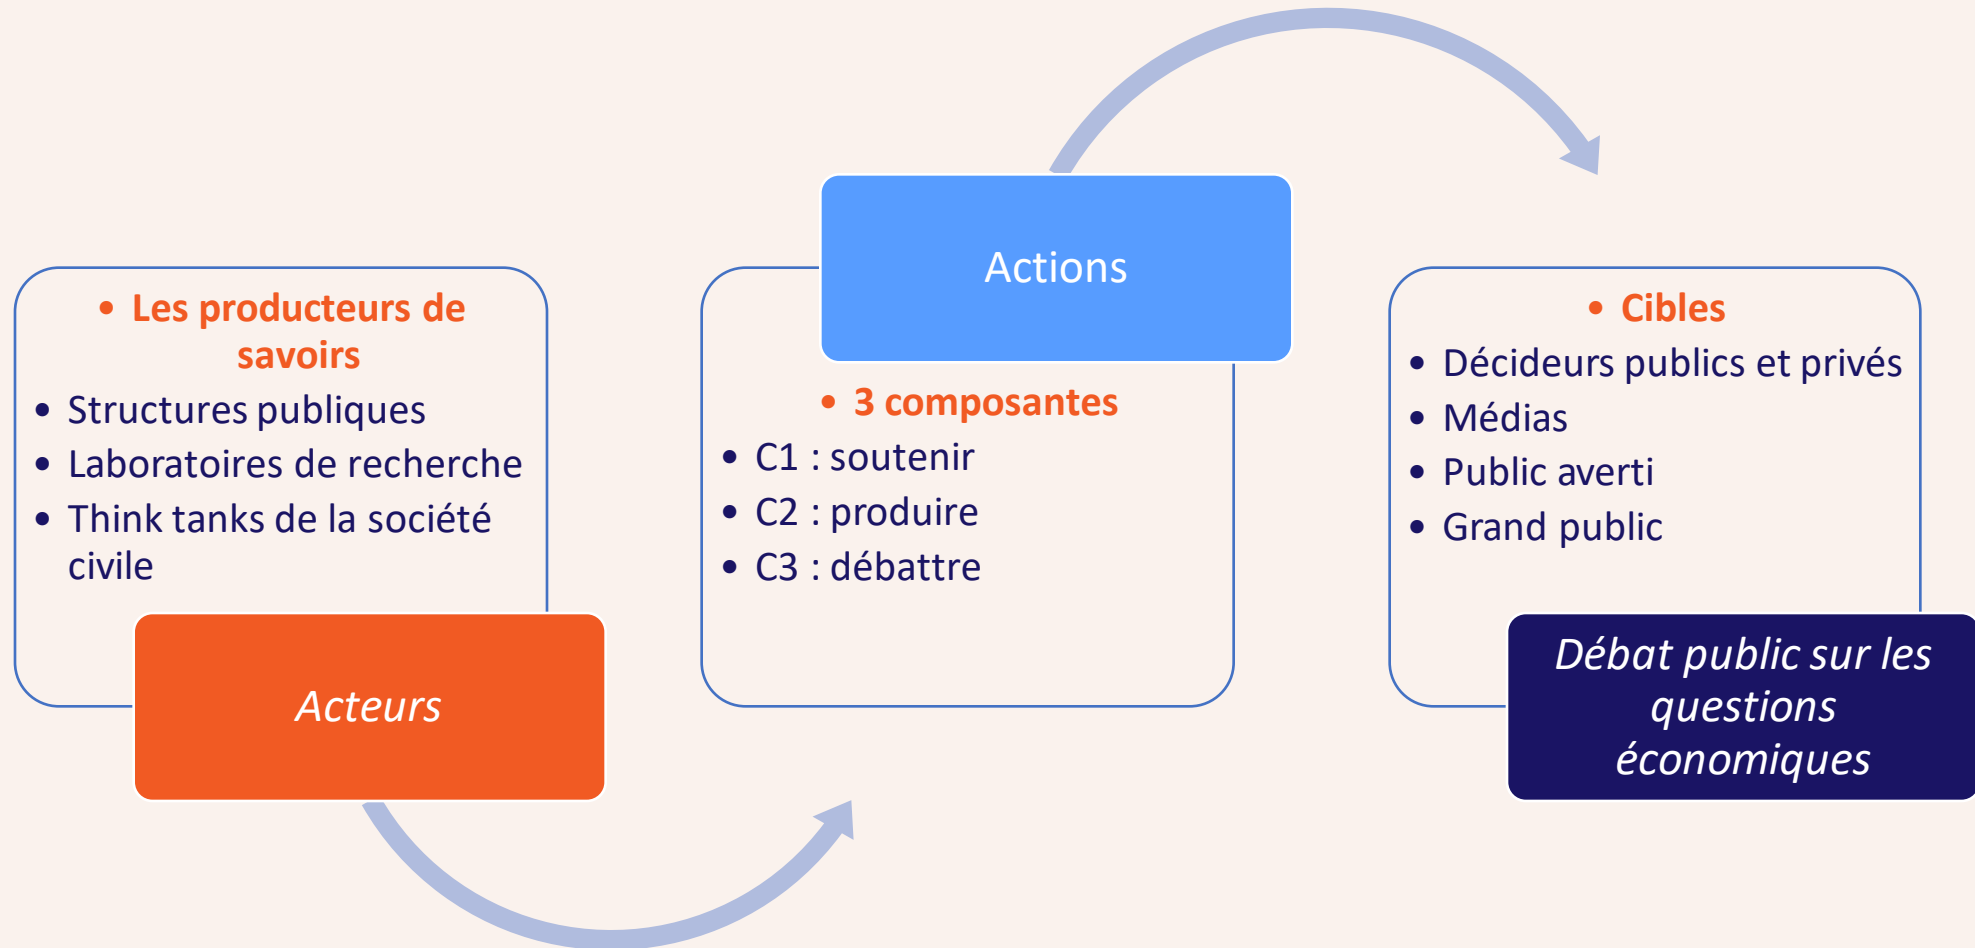 • Les producteurs de
savoirs
• Structures publiques
• Laboratoires de recherche
• Think tanks de la société
civile
Acteurs
Actions
• 3 composantes
• C1 : soutenir
• C2 : produire
• C3 : débattre
• Cibles
• Décideurs publics et privés
• Médias
• Public averti
• Grand public
Débat public sur les
questions
économiques